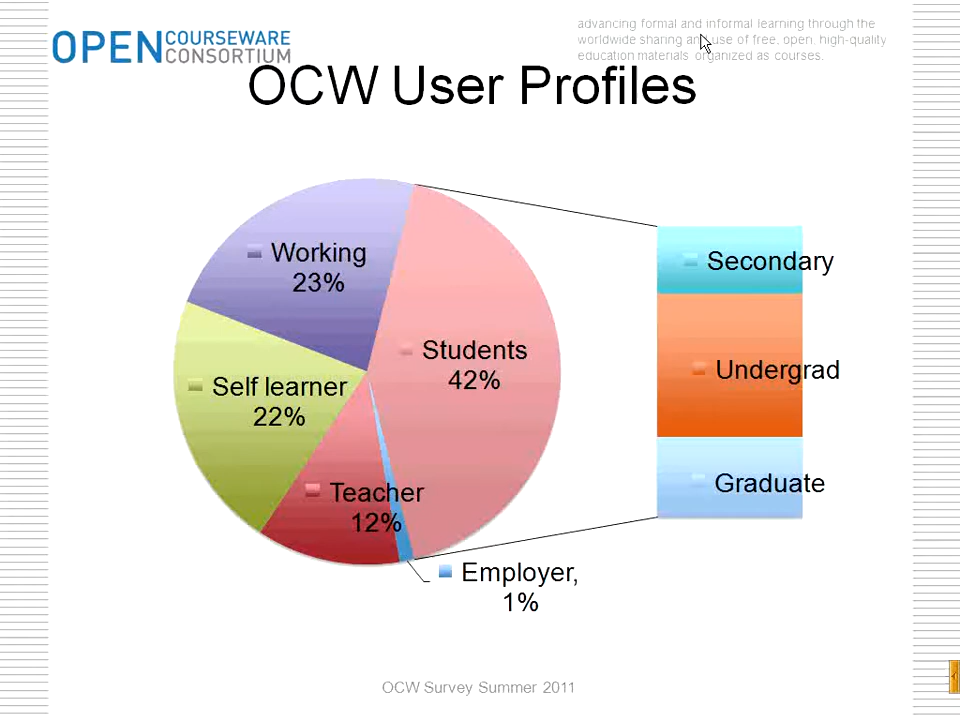 OPENCOURSEWARE
CONSORTIUM
advancing formal and informal learning through the
worldwide sharing and use of free, open, high-quality
education materials organized as courses.
OCW User Profiles
Working
23%
Students
42%
Self learner
22%
Teacher
12%
Employer,
1%
Secondary
Undergrad
Graduate
OCW Survey Summer 2011